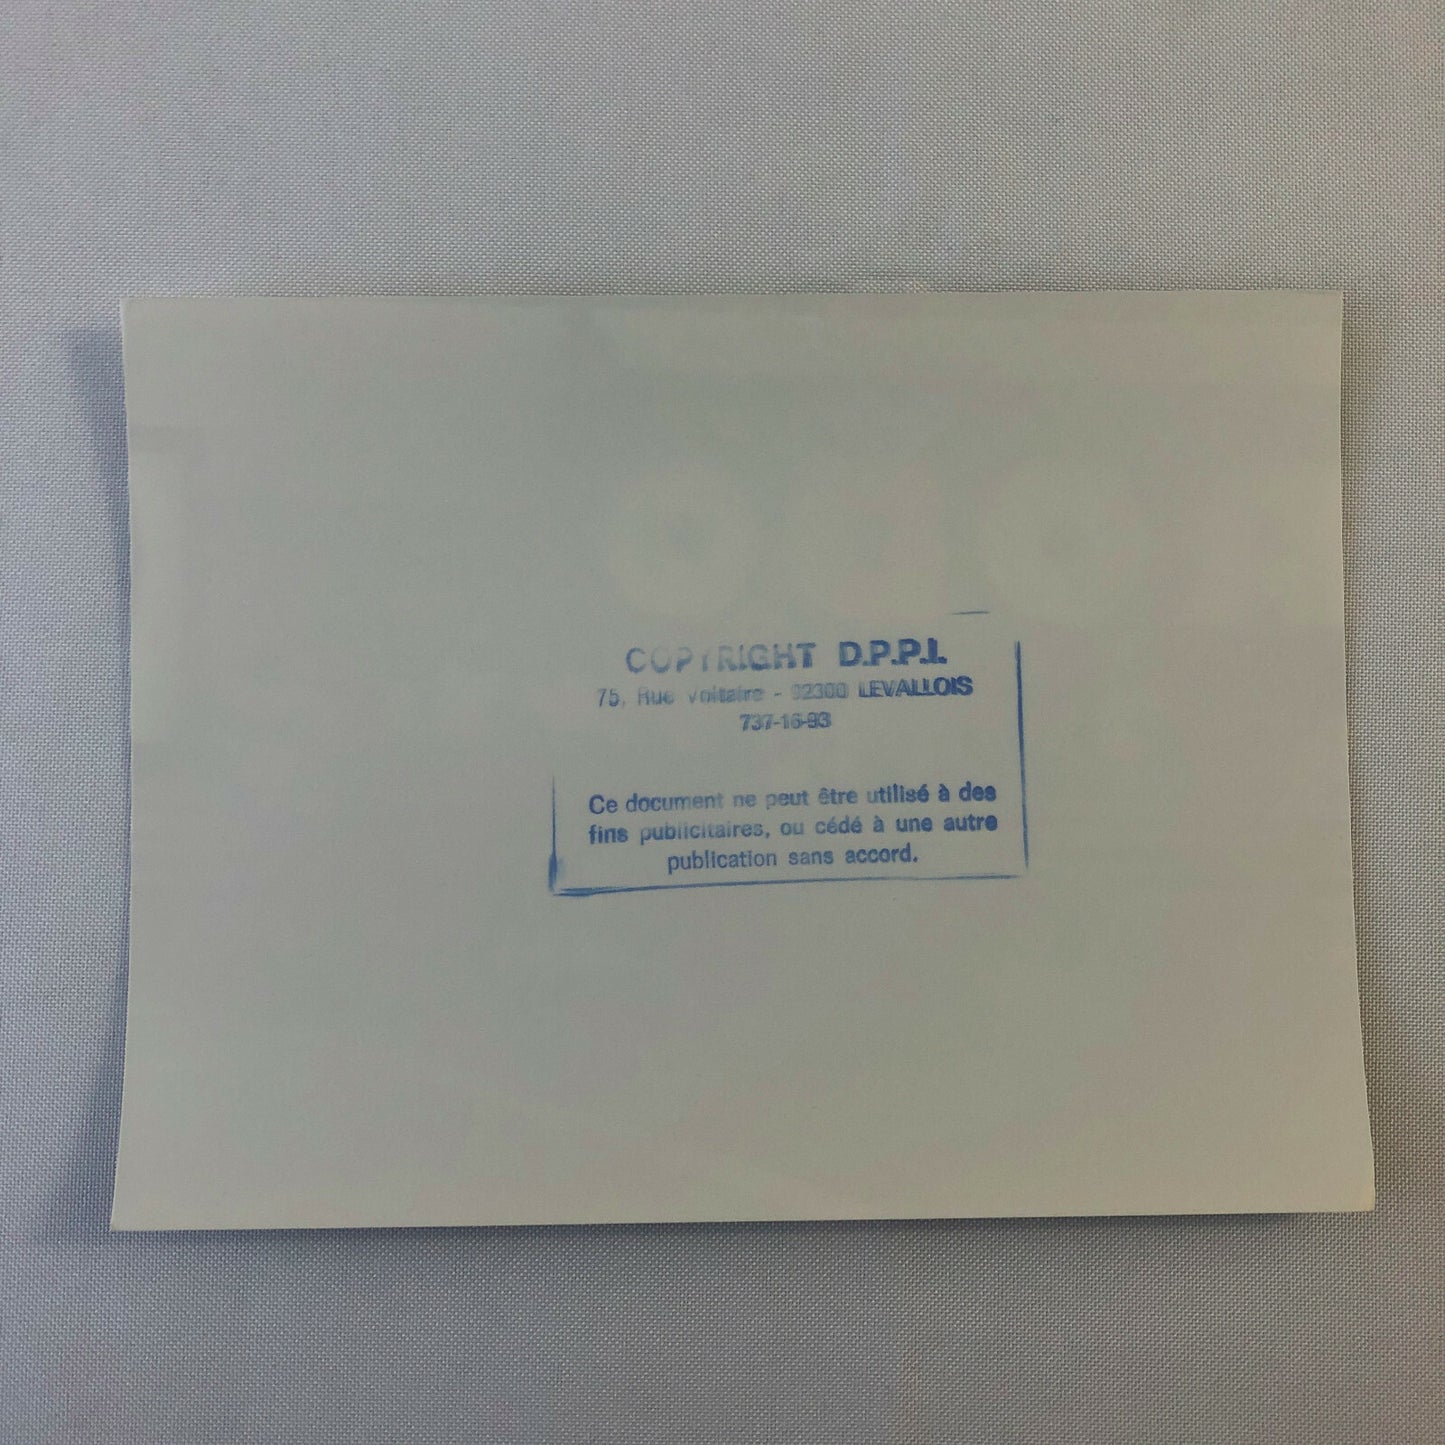 COPYRIGHT D.P.P.I.
75, Rue Voltaire - 92300 LEVALLOIS
737-16-93
Ce document ne peut être utilisé à des
fins publicitaires, ou cédé à une autre
publication sans accord.